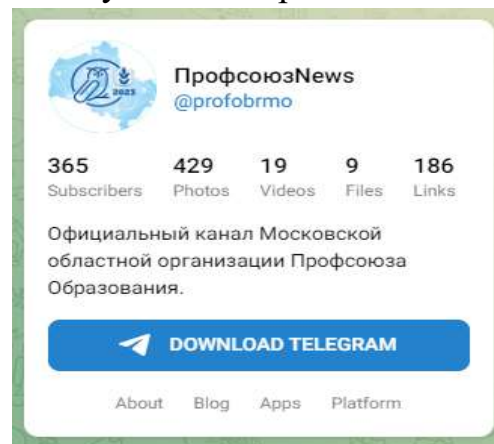 2023
ПрофсоюзNews
@profobrmo
365 429 19 9 186
Subscribers Photos Videos Files Links
Официальный канал Московской
областной организации Профсоюза
Образования.
DOWNLOAD TELEGRAM
About Blog Apps Platform